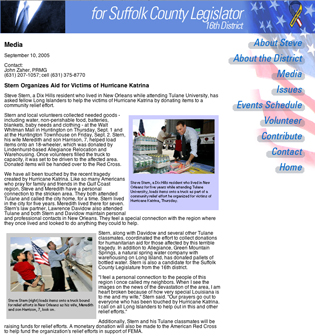 for Suffolk County Legislator
16th District
About Steve
About the District
Media
Issues
Events Schedule
Volunteer
Contribute
Contact
Home
Media
September 10, 2005
Contact:
John Zaher, PRMG
(631) 207-1057; cell (631) 375-8770
Stern Organizes Aid for Victims of Hurricane Katrina
Steve Stern, a Dix Hills resident who lived in New Orleans while attending Tulane University, has
asked fellow Long Islanders to help the victims of Hurricane Katrina by donating items to a
community relief effort.
Stern and local volunteers collected needed goods -
including water, non-perishable food, batteries,
blankets, baby needs and clothing - at the Walt
Whitman Mall in Huntington on Thursday, Sept. 1 and
at the Huntington Townhouse on Friday, Sept. 2. Stern,
his wife Meredith and son Harrison, 7, helped load
items onto an 18-wheeler, which was donated by
Lindenhurst-based Allegiance Relocation and
Warehousing. Once volunteers filled the truck to
capacity, it was set to be driven to the affected area.
Donated items will be handed over to the Red Cross.
Steve Stern, a Dix Hills resident who lived in New
Orleans for five years while attending Tulane
University, loads items onto a truck as part of a
community relief effort he organized for victims of
Hurricane Katrina, Thursday.
We have all been touched by the recent tragedy
created by Hurricane Katrina. Like so many Americans
who pray for family and friends in the Gulf Coast
region, Steve and Meredith have a personal
connection to the stricken area. They both attended
Tulane and called the city home, for a time. Stern lived
in the city for five years, Meredith lived there for seven.
Stern's law partner, Lawrence Davidow also attended
Tulane and both Stern and Davidow maintain personal
and professional contacts in New Orleans. They feel a special connection with the region where
they once lived and looked to do anything they could to help.
Steve Stern (right) loads items onto a truck bound
for relief efforts in New Orleans as his wife, Meredith
and son Harrison, 7, look on.
Stern, along with Davidow and several other Tulane
classmates, coordinated the effort to collect donations
for humanitarian aid for those affected by this terrible
tragedy. In addition to Allegiance, Great Mountain
Springs, a natural spring water company with
warehousing on Long Island, has donated pallets of
bottled water. Stern is also a candidate for the Suffolk
County Legislature from the 16th district.
"I feel a personal connection to the people of this
region I once called my neighbors. When I see the
images on the news of the devastation of the area, I am
heart broken because of how very special Louisiana is
to me and my wife," Stern said. "Our prayers go out to
everyone who has been touched by Hurricane Katrina.
I call on all Long Islanders to help out in this and other
relief efforts."
Additionally, Stern and his Tulane classmates will be
raising funds for relief efforts. A monetary donation will also be made to the American Red Cross
to help fund the organization's relief efforts in support of FEMA.